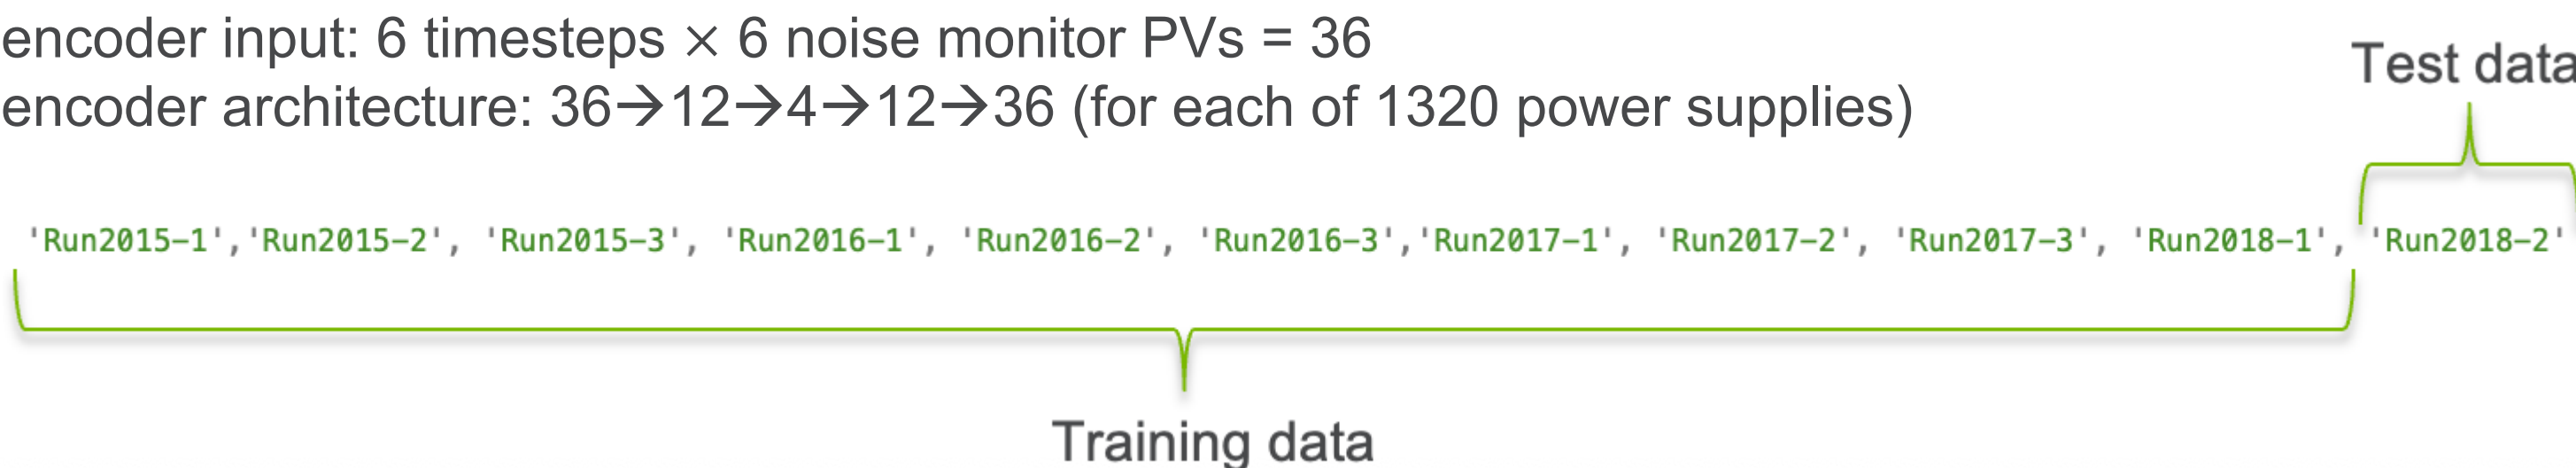 encoder input: 6 timesteps × 6 noise monitor PVs = 36
encoder architecture: 36→12→4→12→36 (for each of 1320 power supplies)
Test data
'Run2015-1','Run2015-2', 'Run2015-3', 'Run2016-1', 'Run2016-2', 'Run2016-3','Run2017-1', 'Run2017-2', 'Run2017-3', 'Run2018-1', 'Run2018-2'
Training data